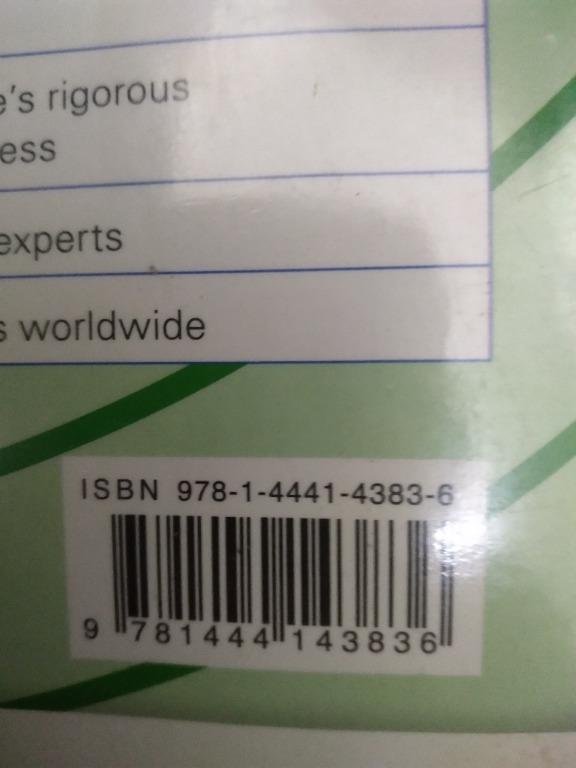 e's rigorous
ess
experts
s worldwide
ISBN 978-1-4441-4383-6
9 781444 143836